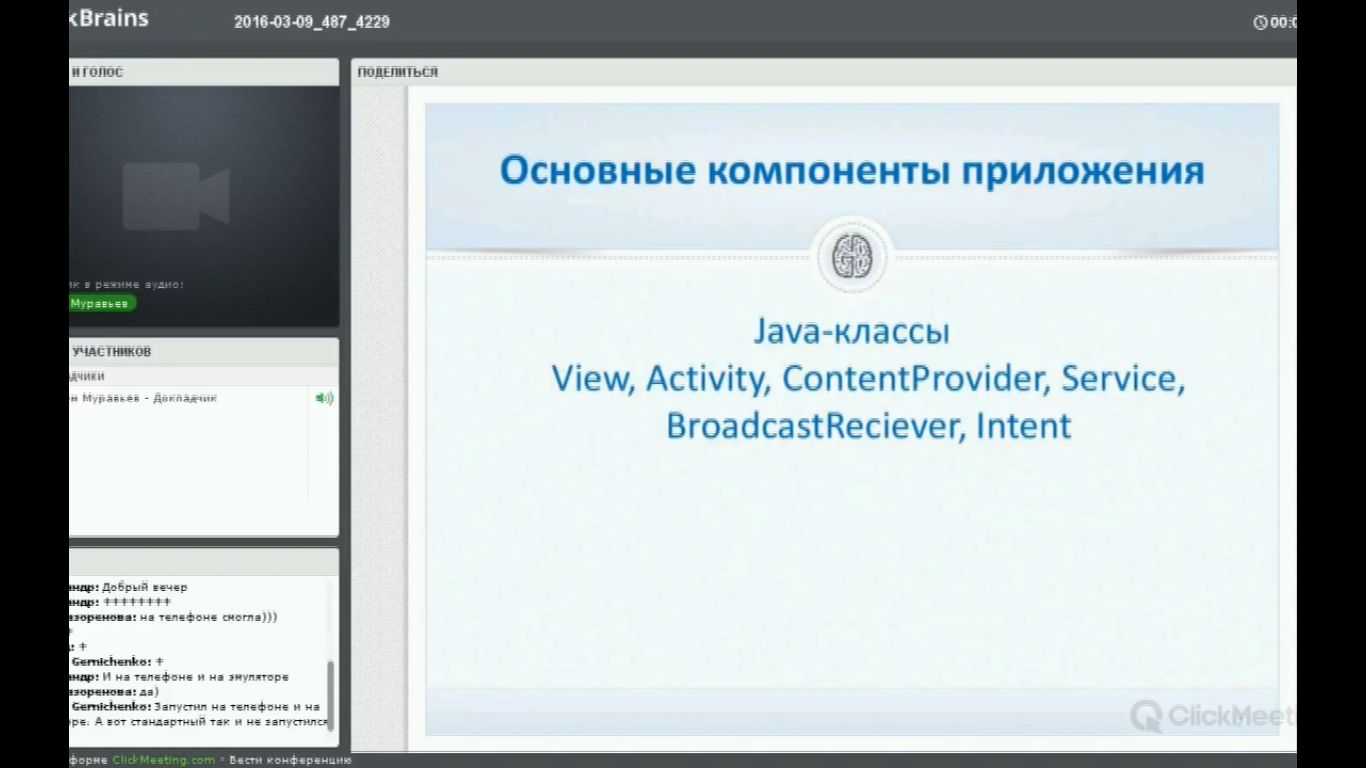 kBrains
2016-03-09_487_4229
00:0
И ГОЛОС
ПОДЕЛИТЬСЯ
ик в режиме аудио:
Муравьев
УЧАСТНИКОВ
дчики
н Муравьев - Докладчик
Основные компоненты приложения
Java-классы
View, Activity, ContentProvider, Service,
BroadcastReciever, Intent
ндр: Добрый вечер
ндр: ++++++++
азоренова: на телефоне смогла)))
+
: +
Gernichenko: +
ндр: И на телефоне и на эмуляторе
азоренова: да)
Gernichenko: Запустил на телефоне и на
оре. А вот стандартный так и не запустился
ClickMeeti
форме ClickMeeting.com - Вести конференцию